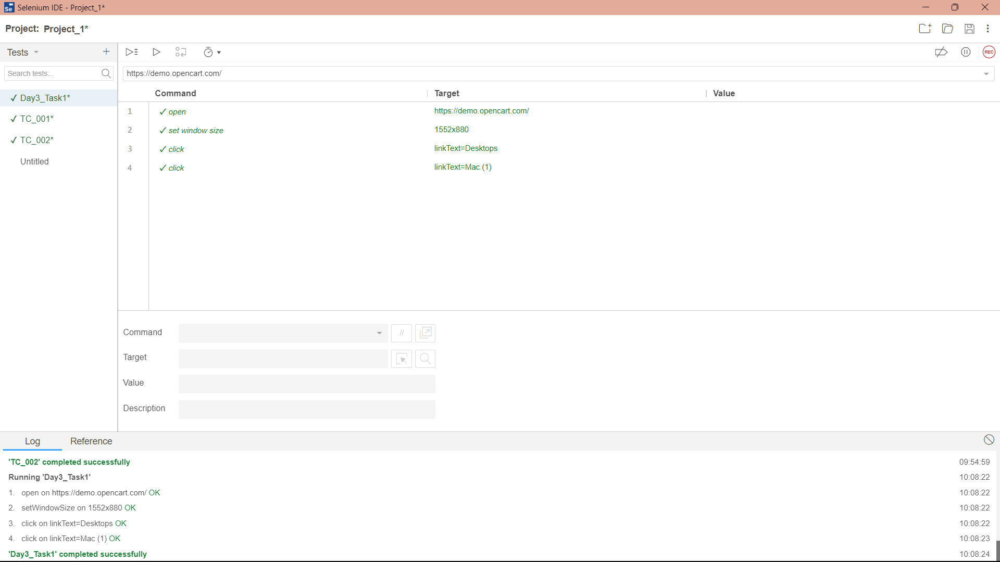 Se Selenium IDE - Project_1*
Project: Project_1*
Tests
REC
Search tests...
https://demo.opencart.com/
Command Target Value
✓ Day3_Task1*
✓ TC_001*
✓ TC_002*
Untitled
1 ✓ open https://demo.opencart.com/
2 ✓ set window size 1552x880
3 ✓ click linkText=Desktops
4 ✓ click linkText=Mac (1)
Command //
Target
Value
Description
Log Reference
'TC_002' completed successfully 09:54:59
Running 'Day3_Task1' 10:08:22
1. open on https://demo.opencart.com/ OK 10:08:22
2. setWindowSize on 1552x880 OK 10:08:22
3. click on linkText=Desktops OK 10:08:22
4. click on linkText=Mac (1) OK 10:08:23
'Day3_Task1' completed successfully 10:08:24